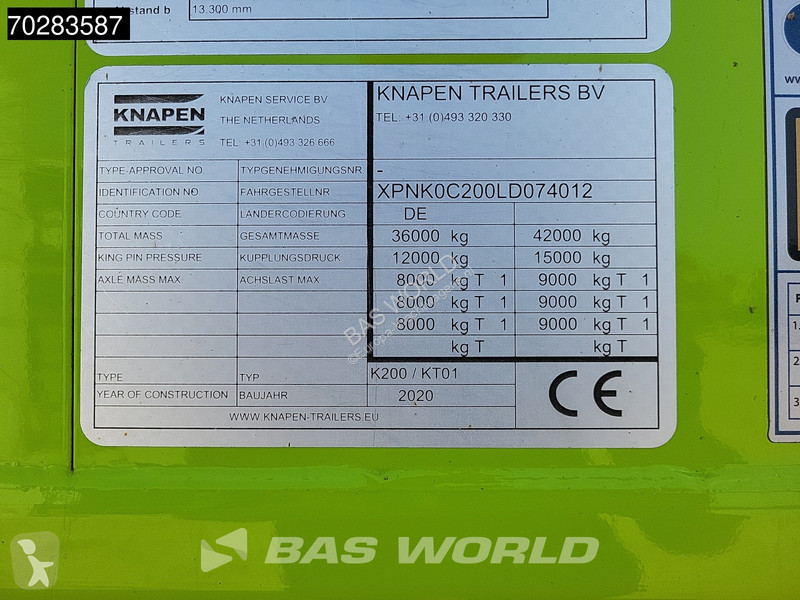 70283587
stand b 13.300 mm
KNAPEN
TRAILERS
KNAPEN SERVICE BV
THE NETHERLANDS
TEL: +31 (0)493 326 666
KNAPEN TRAILERS BV
TEL: +31 (0)493 320 330
TYPE-APPROVAL NO. TYPGENEHMIGUNGSNR. -
IDENTIFICATION NO. FAHRGESTELLNR XPNK0C200LD074012
COUNTRY CODE LÄNDERCODIERUNG DE
TOTAL MASS GESAMTMASSE 36000 kg 42000 kg
KING PIN PRESSURE KUPPLUNGSDRUCK 12000 kg 15000 kg
AXLE MASS MAX ACHSLAST MAX 8000 kg T 1 9000 kg T 1
8000 kg T 1 9000 kg T 1
8000 kg T 1 9000 kg T 1
kg T kg T
TYPE TYP K200 / KT01
YEAR OF CONSTRUCTION BAUJAHR 2020
WWW.KNAPEN-TRAILERS.EU
CE
BAS WORLD
BAS WORLD
ww
1.
2
3